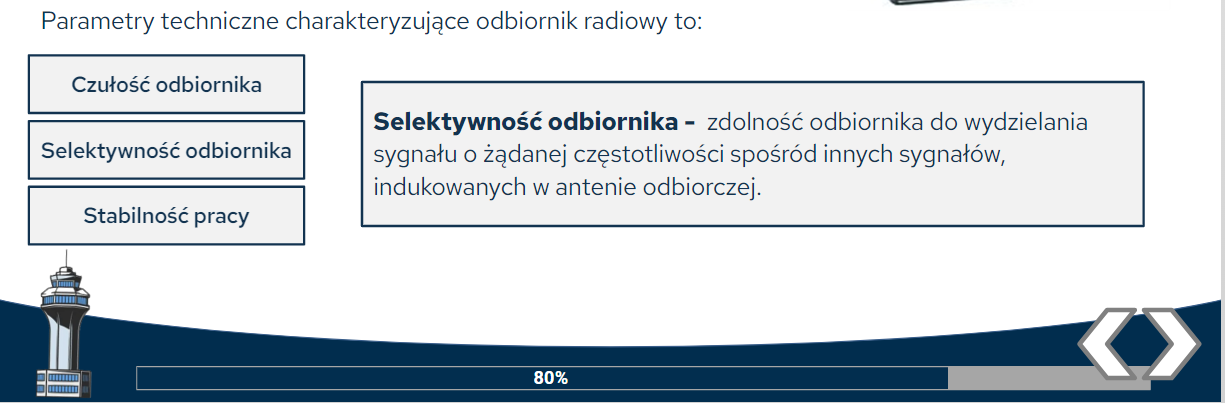 Parametry techniczne charakteryzujące odbiornik radiowy to:
Czułość odbiornika
Selektywność odbiornika
Stabilność pracy
Selektywność odbiornika - zdolność odbiornika do wydzielania
sygnału o żądanej częstotliwości spośród innych sygnałów,
indukowanych w antenie odbiorczej.
80%